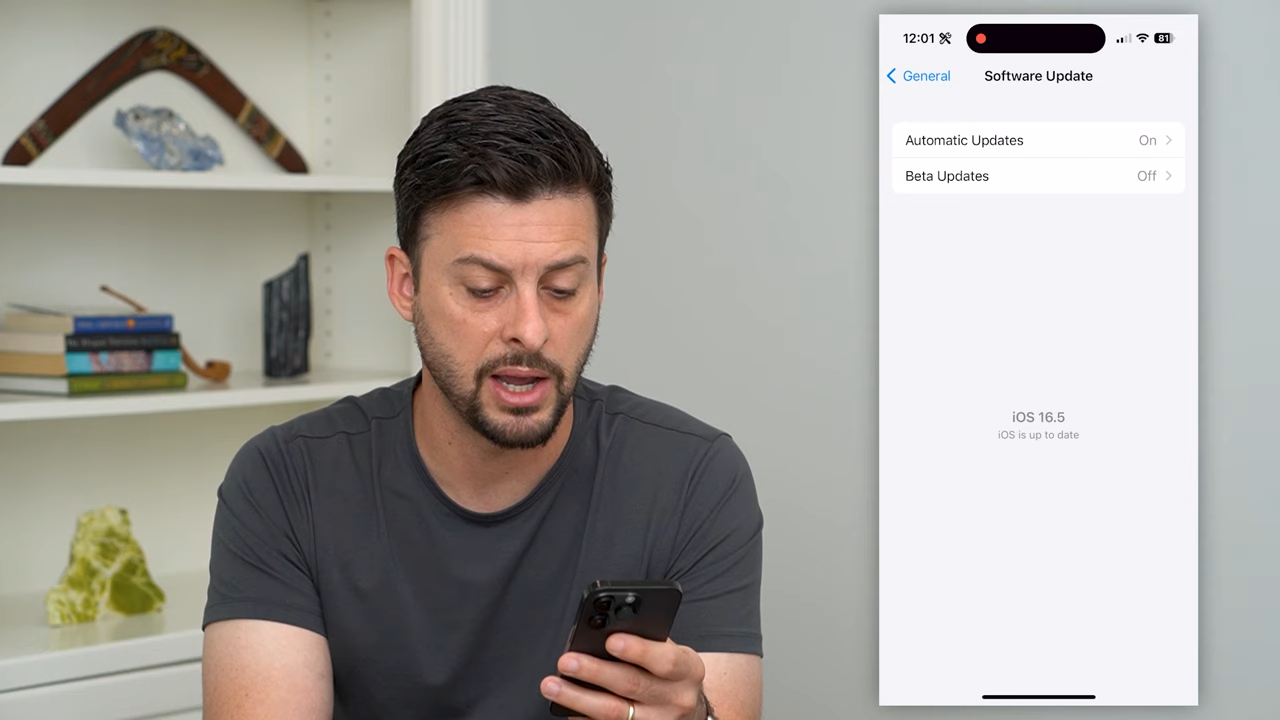 12:01
81
General
Software Update
Automatic Updates
On
Beta Updates
Off
iOS 16.5
iOS is up to date